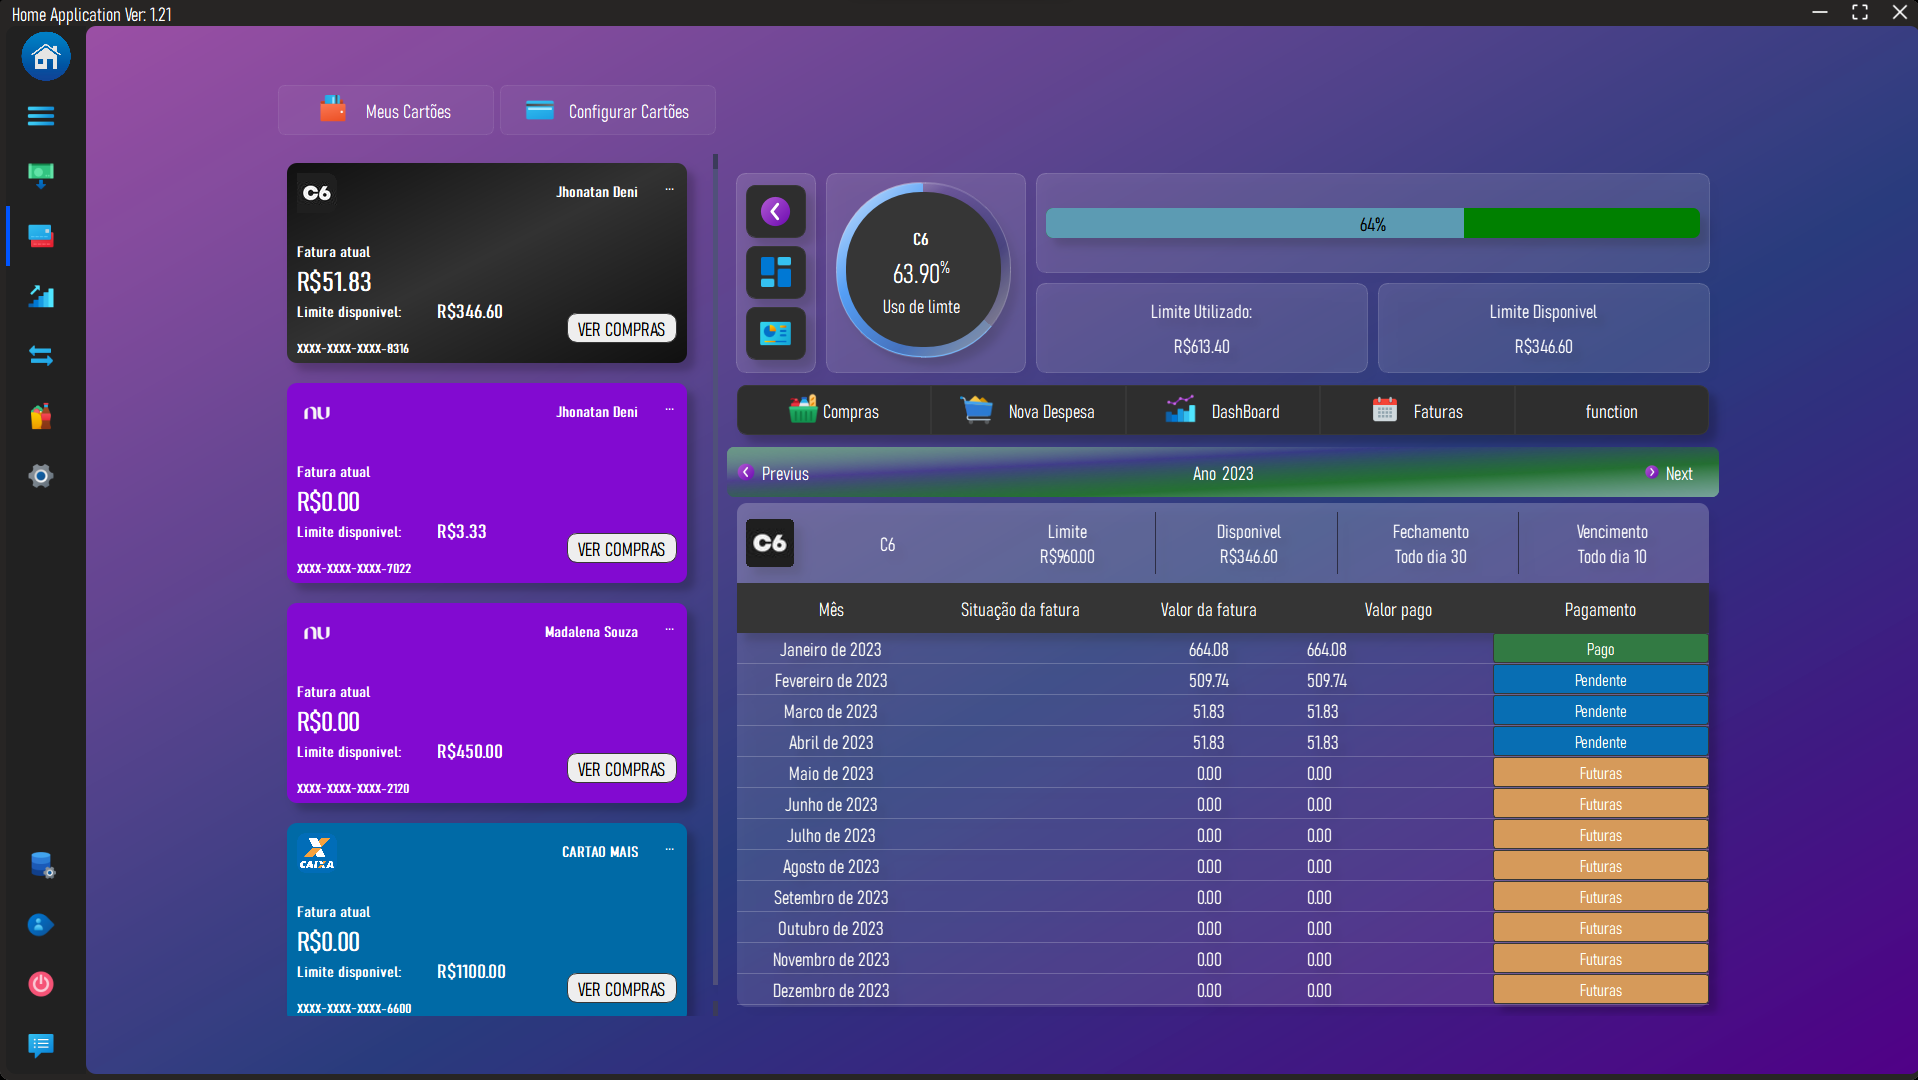 Home Application Ver: 1.21
Meus Cartões
Configurar Cartões
C6
Jhonatan Deni
...
Fatura atual
R$51.83
Limite disponivel:
R$346.60
VER COMPRAS
XXXX-XXXX-XXXX-8316
nu
Jhonatan Deni
...
Fatura atual
R$0.00
Limite disponivel:
R$3.33
VER COMPRAS
XXXX-XXXX-XXXX-7022
nu
Madalena Souza
...
Fatura atual
R$0.00
Limite disponivel:
R$450.00
VER COMPRAS
XXXX-XXXX-XXXX-2120
X
CAIXA
CARTAO MAIS
...
Fatura atual
R$0.00
Limite disponivel:
R$1100.00
VER COMPRAS
XXXX-XXXX-XXXX-6600
C6
63.90%
Uso de limte
64%
Limite Utilizado:
R$613.40
Limite Disponivel
R$346.60
Compras
Nova Despesa
DashBoard
Faturas
function
Previus
Ano 2023
Next
C6
C6
Limite
R$960.00
Disponivel
R$346.60
Fechamento
Todo dia 30
Vencimento
Todo dia 10
Mês Situação da fatura Valor da fatura Valor pago Pagamento
Janeiro de 2023 664.08 664.08 Pago
Fevereiro de 2023 509.74 509.74 Pendente
Marco de 2023 51.83 51.83 Pendente
Abril de 2023 51.83 51.83 Pendente
Maio de 2023 0.00 0.00 Futuras
Junho de 2023 0.00 0.00 Futuras
Julho de 2023 0.00 0.00 Futuras
Agosto de 2023 0.00 0.00 Futuras
Setembro de 2023 0.00 0.00 Futuras
Outubro de 2023 0.00 0.00 Futuras
Novembro de 2023 0.00 0.00 Futuras
Dezembro de 2023 0.00 0.00 Futuras